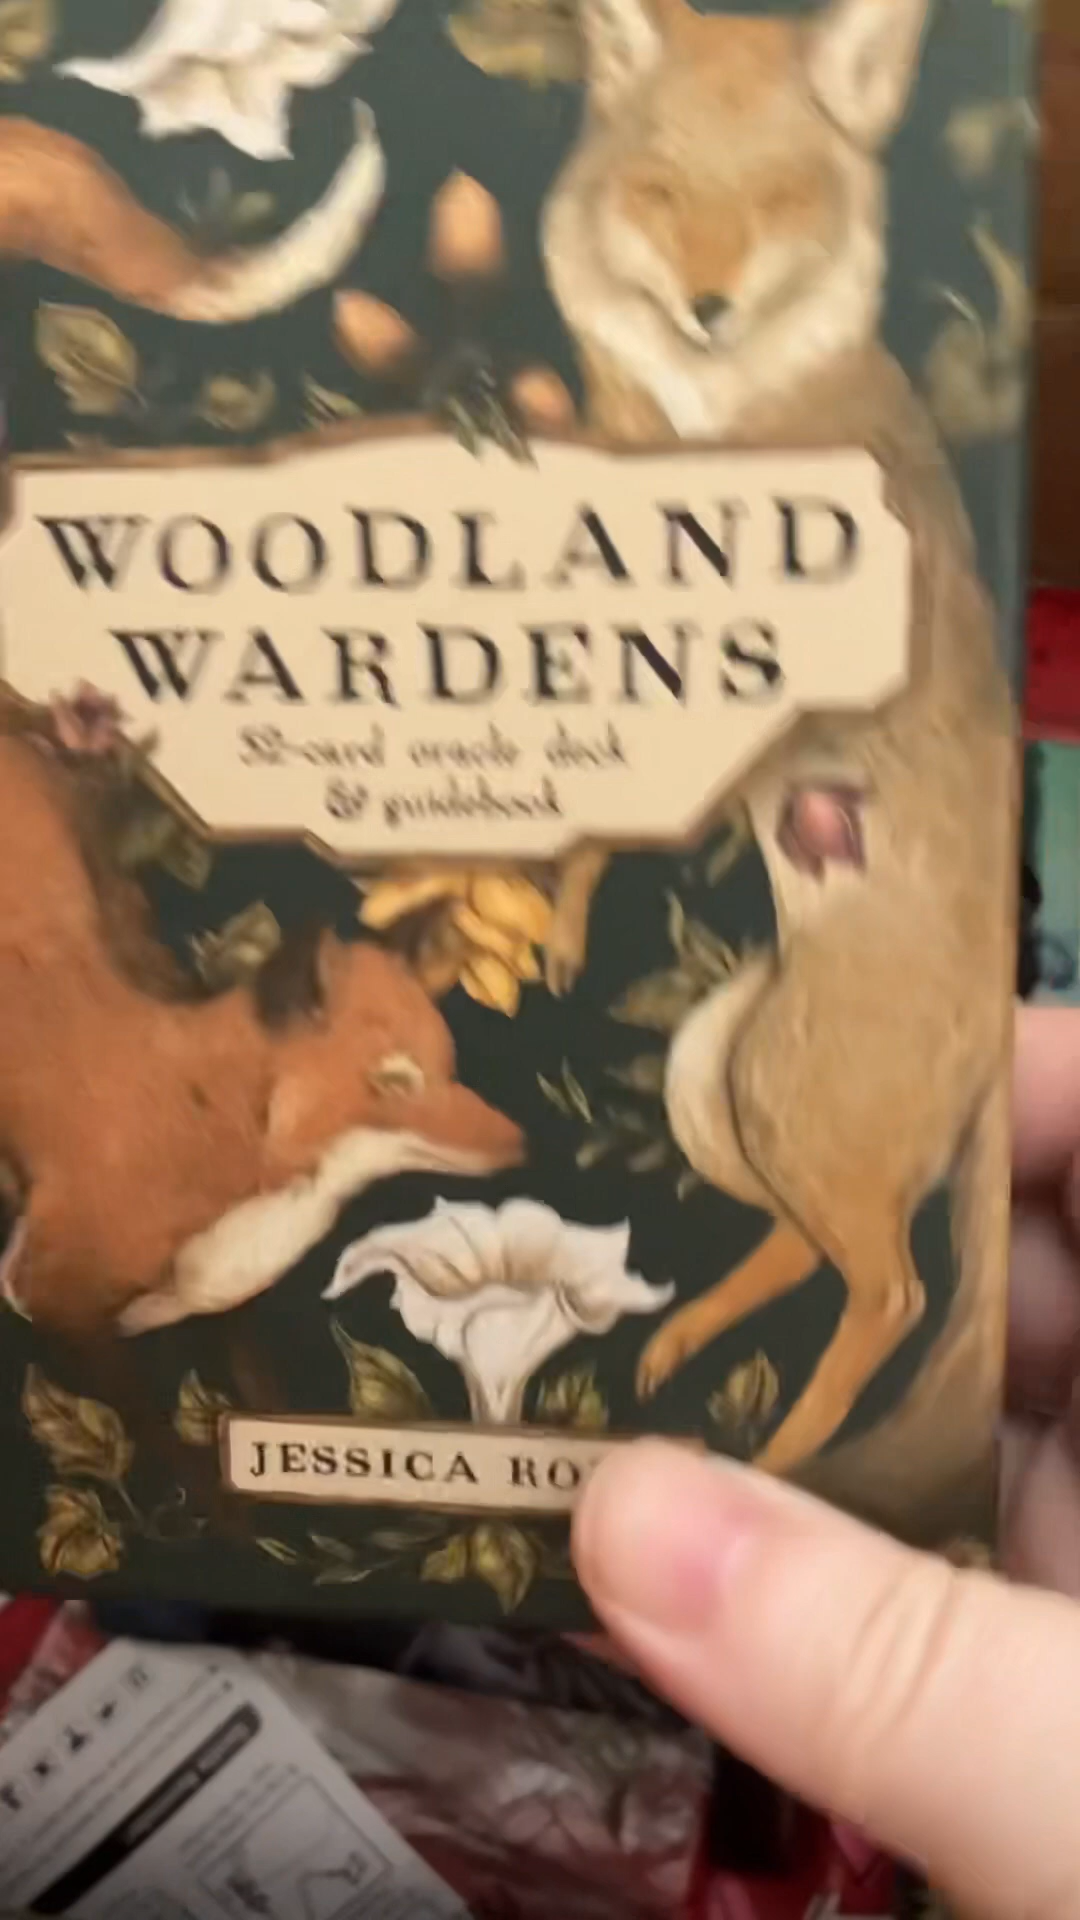 WOODLAND
WARDENS
52-card oracle deck
& guidebook
JESSICA RO